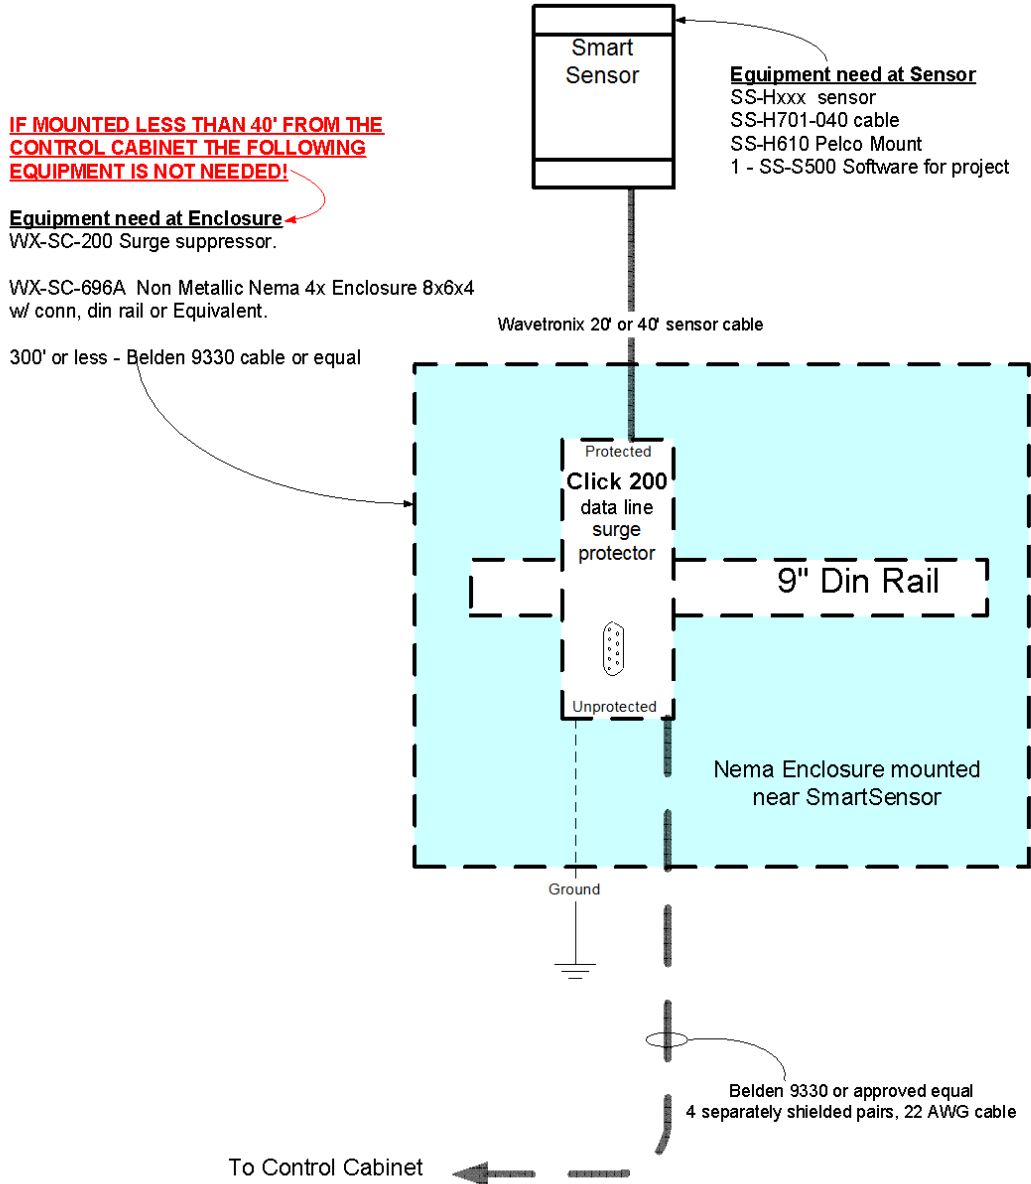 Smart
Sensor
Equipment need at Sensor
SS-Hxxx sensor
SS-H701-040 cable
SS-H610 Pelco Mount
1 - SS-S500 Software for project
IF MOUNTED LESS THAN 40' FROM THE
CONTROL CABINET THE FOLLOWING
EQUIPMENT IS NOT NEEDED!
Equipment need at Enclosure
WX-SC-200 Surge suppressor.
WX-SC-696A Non Metallic Nema 4x Enclosure 8x6x4
w/ conn, din rail or Equivalent.
300' or less - Belden 9330 cable or equal
Wavetronix 20' or 40' sensor cable
Protected
Click 200
data line
surge
protector
9" Din Rail
Unprotected
Nema Enclosure mounted
near SmartSensor
Ground
Belden 9330 or approved equal
4 separately shielded pairs, 22 AWG cable
To Control Cabinet